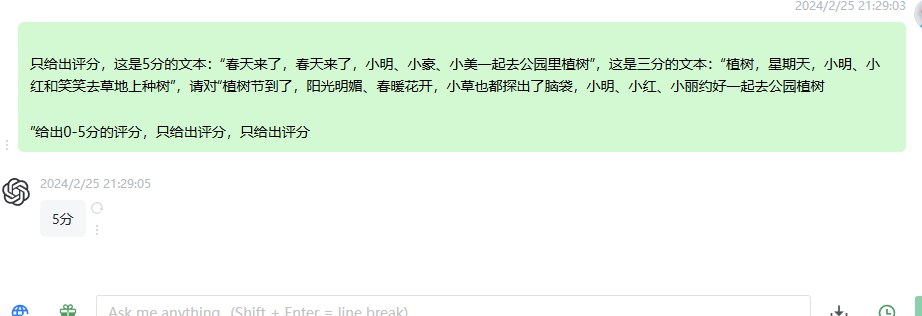 2024/2/25 21:29:03
只给出评分，这是5分的文本：“春天来了，春天来了，小明、小豪、小美一起去公园里植树”，这是三分的文本：“植树，星期天，小明、小
红和笑笑去草地上种树”，请对“植树节到了，阳光明媚、春暖花开，小草也都探出了脑袋，小明、小红、小丽约好一起去公园植树
”给出0-5分的评分，只给出评分，只给出评分
2024/2/25 21:29:05
5分
Ask me anything, (Shift + Enter = line break)